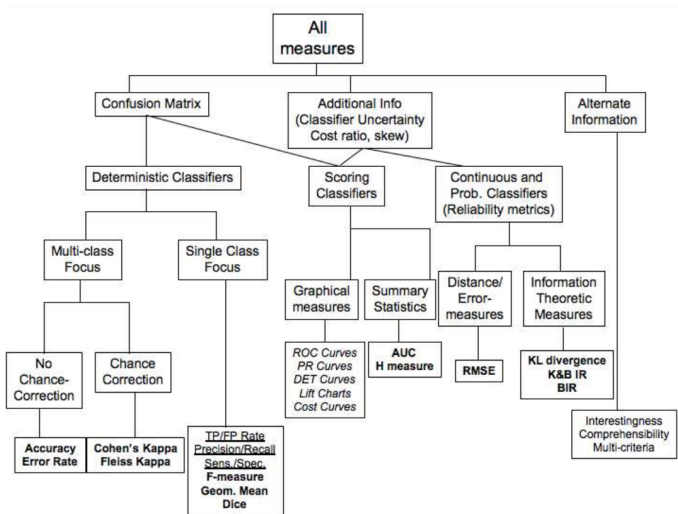 All
measures
Confusion Matrix
Additional Info
(Classifier Uncertainty
Cost ratio, skew)
Alternate
Information
Deterministic Classifiers
Scoring
Classifiers
Continuous and
Prob. Classifiers
(Reliability metrics)
Multi-class
Focus
Single Class
Focus
Graphical
measures
Summary
Statistics
Distance/
Error-
measures
Information
Theoretic
Measures
No
Chance-
Correction
Chance
Correction
ROC Curves
PR Curves
DET Curves
Lift Charts
Cost Curves
AUC
H measure
RMSE
KL divergence
K&B IR
BIR
Interestingness
Comprehensibility
Multi-criteria
Accuracy
Error Rate
Cohen's Kappa
Fleiss Kappa
TP/FP Rate
Precision/Recall
Sens./Spec.
F-measure
Geom. Mean
Dice